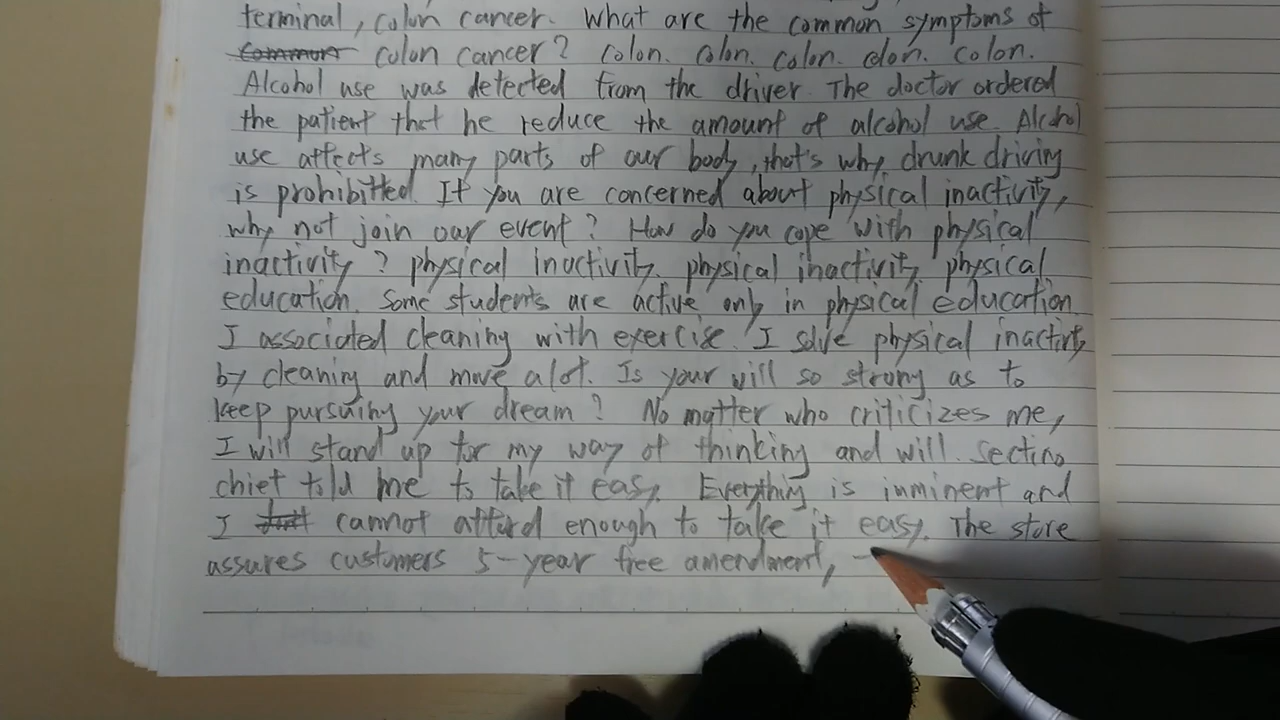 terminal, colon cancer. What are the common symptoms of
common colon cancer? colon. colon. colon. colon. colon.
Alcohol use was detected from the driver. The doctor ordered
the patient that he reduce the amount of alcohol use. Alcohol
use affects many parts of our body, that's why drunk driving
is prohibitted. If you are concerned about physical inactivity,
why not join our event? How do you cope with physical
inactivity? physical inactivity. physical inactivity physical
education. Some students are active only in physical education
I associated cleaning with exercise. I solve physical inactivity
by cleaning and move a lot. Is your will so strong as to
keep pursuing your dream? No matter who criticizes me,
I will stand up for my way of thinking and will. Section
chief told me to take it easy. Everything is imminent and
I cannot afford enough to take it easy. The store
assures customers 5-year free amendment,